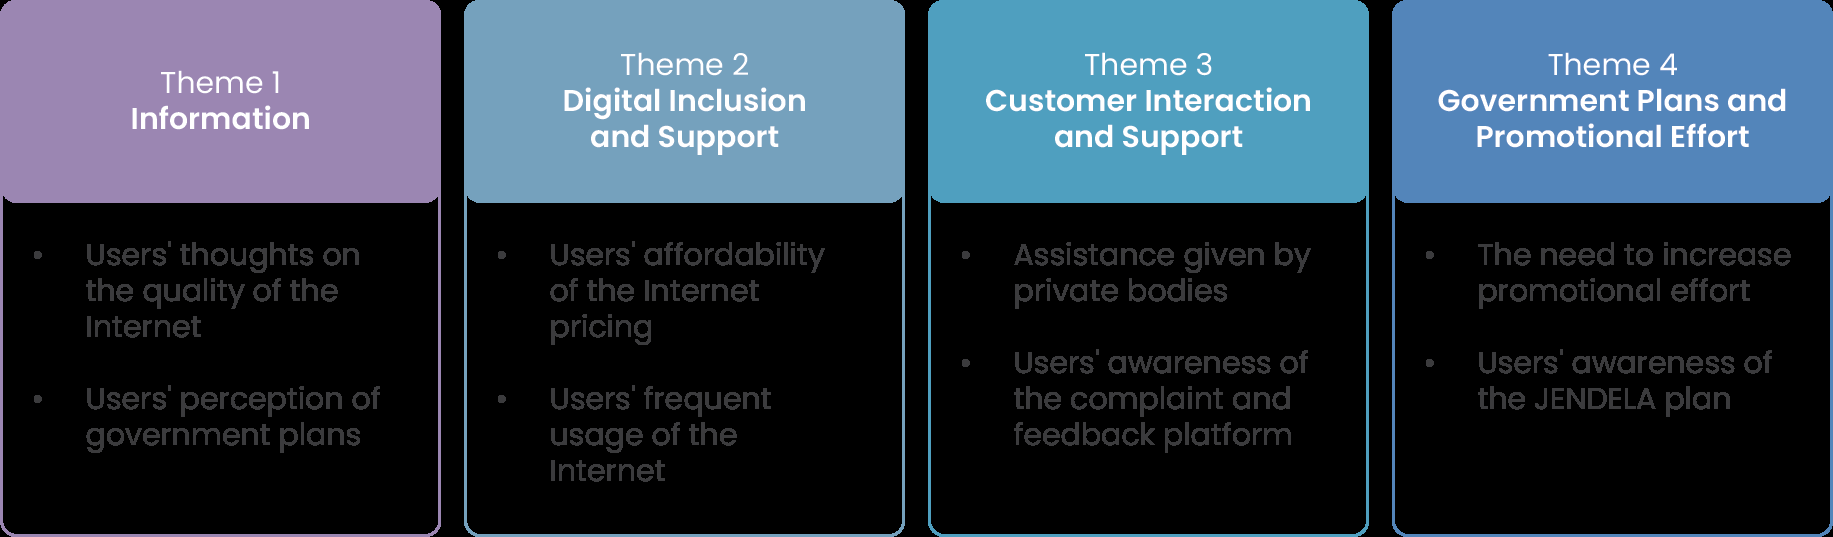 Theme 1
Information
• Users' thoughts on
the quality of the
Internet
• Users' perception of
government plans
Theme 2
Digital Inclusion
and Support
• Users' affordability
of the Internet
pricing
• Users' frequent
usage of the
Internet
Theme 3
Customer Interaction
and Support
• Assistance given by
private bodies
• Users' awareness of
the complaint and
feedback platform
Theme 4
Government Plans and
Promotional Effort
• The need to increase
promotional effort
• Users' awareness of
the JENDELA plan